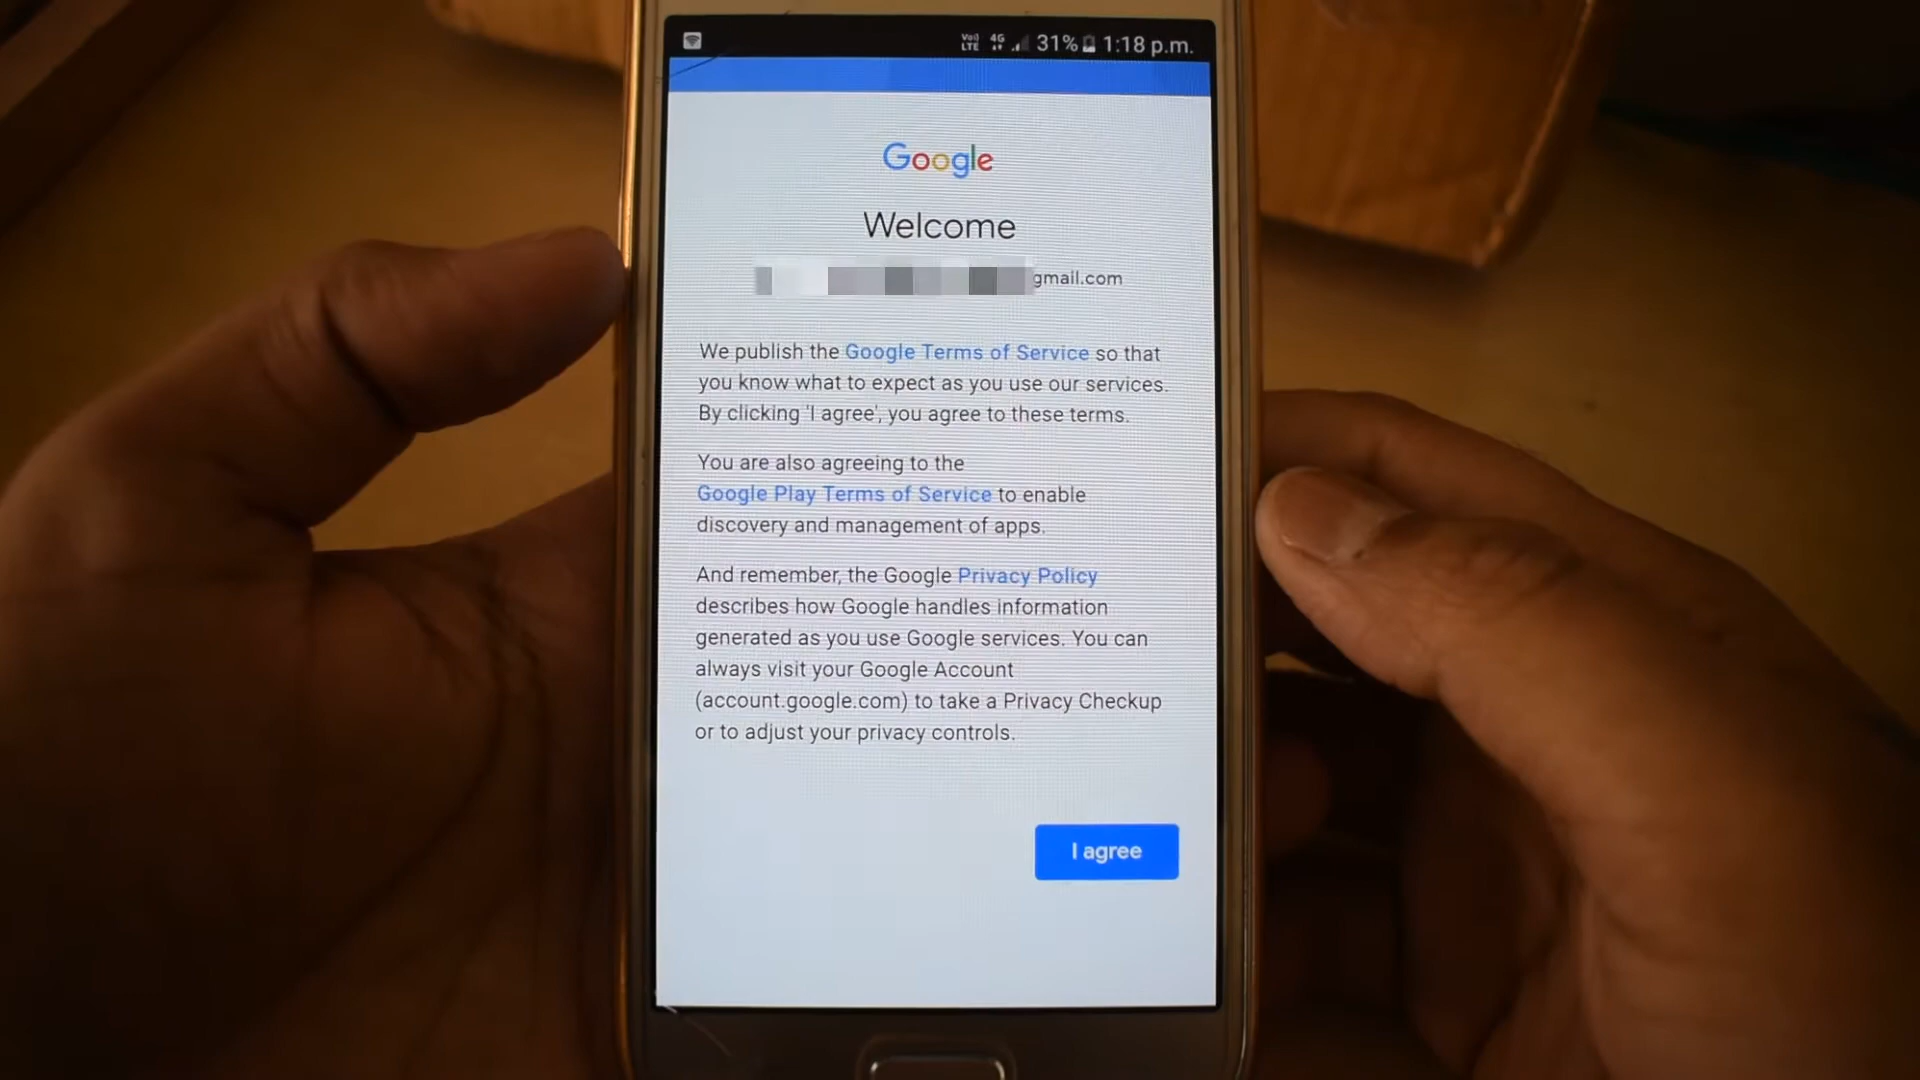 VoLTE 4G 31% 1:18 p.m.
Google
Welcome
gmail.com
We publish the Google Terms of Service so that
you know what to expect as you use our services.
By clicking 'I agree', you agree to these terms.
You are also agreeing to the
Google Play Terms of Service to enable
discovery and management of apps.
And remember, the Google Privacy Policy
describes how Google handles information
generated as you use Google services. You can
always visit your Google Account
(account.google.com) to take a Privacy Checkup
or to adjust your privacy controls.
I agree